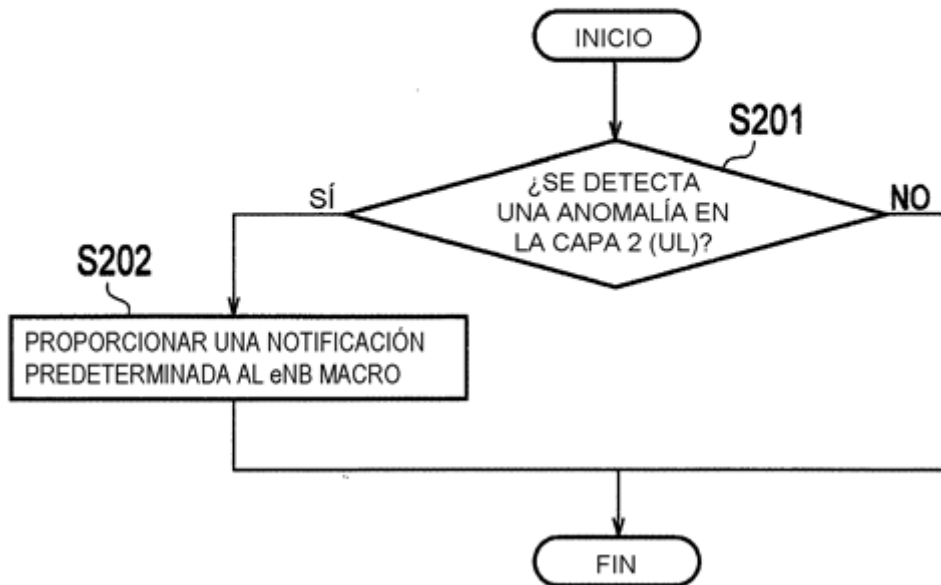 INICIO
S201
¿SE DETECTA
UNA ANOMALÍA EN
LA CAPA 2 (UL)?
SÍ
NO
S202
PROPORCIONAR UNA NOTIFICACIÓN
PREDETERMINADA AL eNB MACRO
FIN